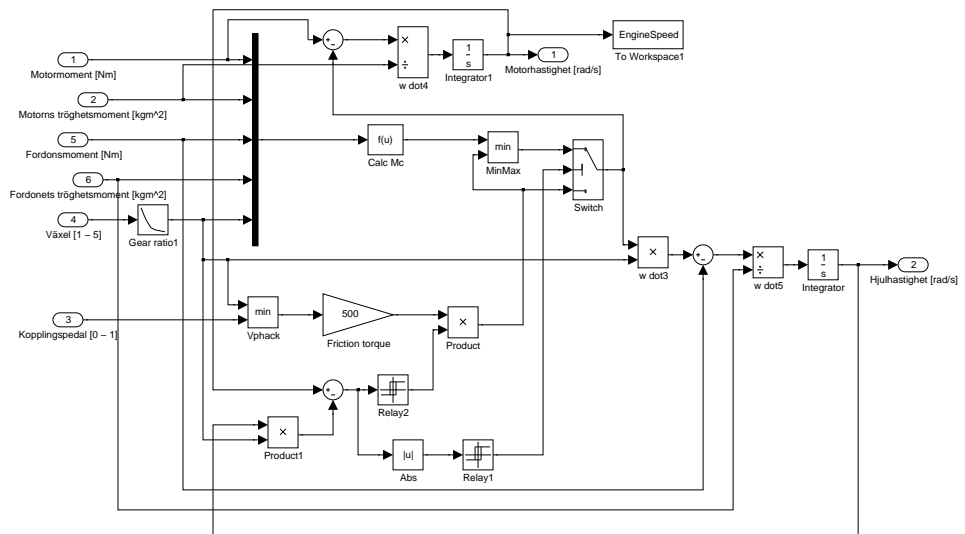 EngineSpeed
To Workspace1
1
Motormoment [Nm]
2
Motorns tröghetsmoment [kgm^2]
5
Fordonsmoment [Nm]
6
Fordonets tröghetsmoment [kgm^2]
4
Växel [1 – 5]
Gear ratio1
3
Kopplingspedal [0 – 1]
+
–
×
÷
w dot4
1
s
Integrator1
1
Motorhastighet [rad/s]
f(u)
Calc Mc
min
MinMax
Switch
×
w dot3
+
–
×
÷
w dot5
1
s
Integrator
2
Hjulhastighet [rad/s]
min
Vphack
500
Friction torque
×
Product
+
–
Relay2
×
Product1
|u|
Abs
Relay1